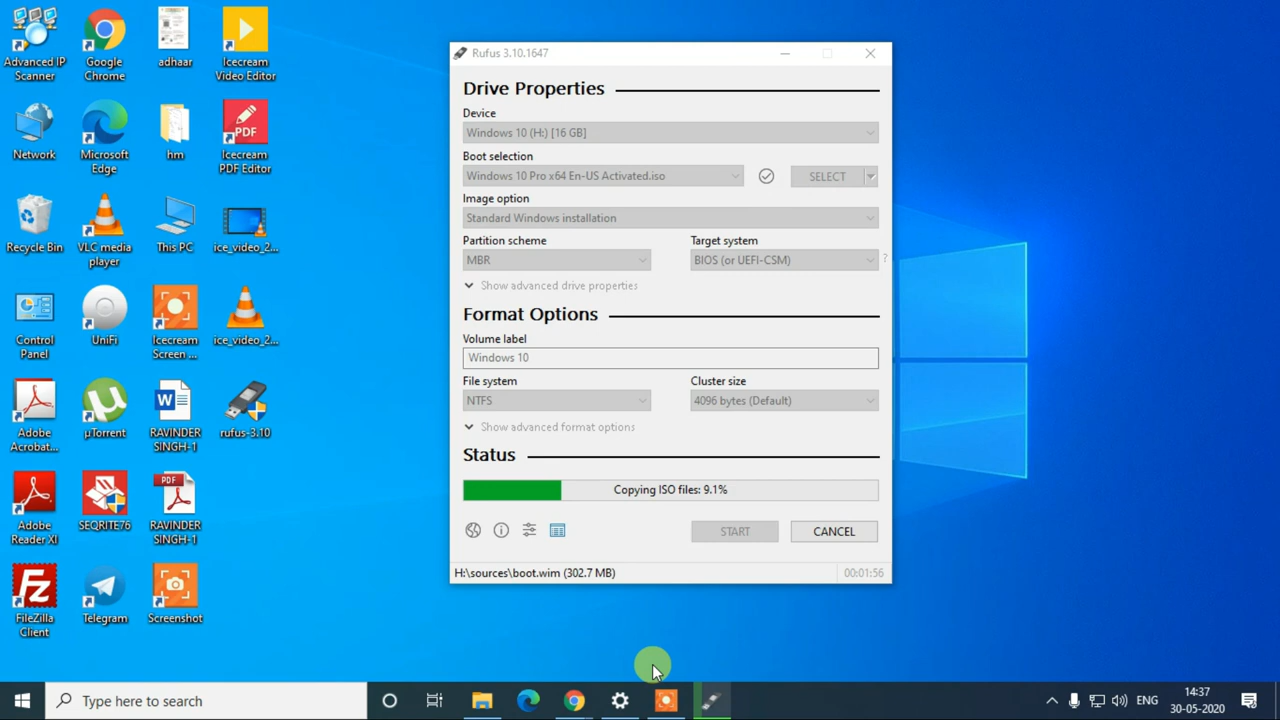 Advanced IP
Scanner
Google
Chrome
adhaar
Icecream
Video Editor
Network
Microsoft
Edge
hm
PDF
Icecream
PDF Editor
Recycle Bin
VLC media
player
This PC
ice_video_2...
Control
Panel
UniFi
Icecream
Screen ...
ice_video_2...
Adobe
Acrobat...
µTorrent
RAVINDER
SINGH-1
rufus-3.10
Adobe
Reader XI
SEQRITE76
PDF
RAVINDER
SINGH-1
FileZilla
Client
Telegram
Screenshot
Rufus 3.10.1647
Drive Properties
Device
Windows 10 (H:) [16 GB]
Boot selection
Windows 10 Pro x64 En-US Activated.iso
SELECT
Image option
Standard Windows installation
Partition scheme
Target system
MBR
BIOS (or UEFI-CSM)
?
Show advanced drive properties
Format Options
Volume label
Windows 10
File system
Cluster size
NTFS
4096 bytes (Default)
Show advanced format options
Status
Copying ISO files: 9.1%
START
CANCEL
H:\sources\boot.wim (302.7 MB)
00:01:56
Type here to search
ENG
14:37
30-05-2020